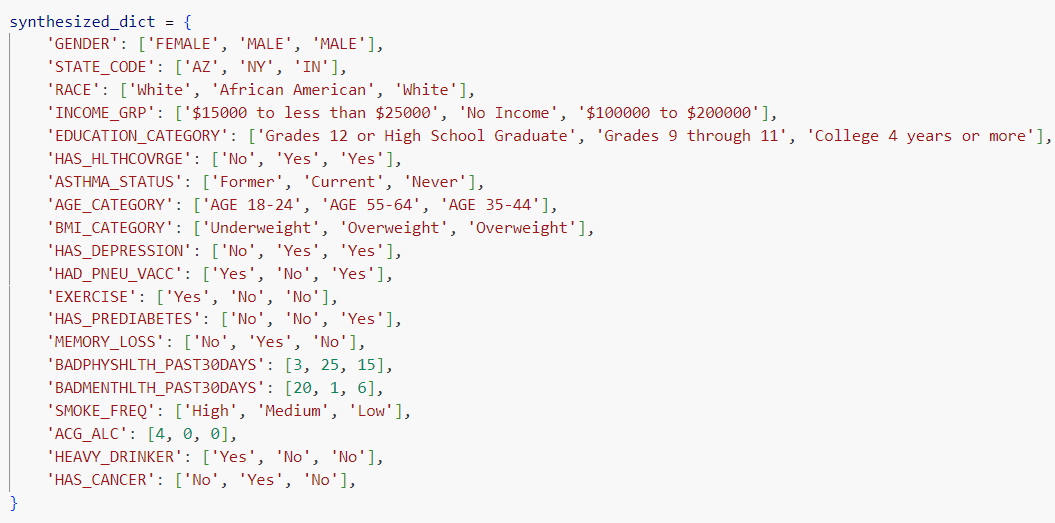 synthesized_dict = {
'GENDER': ['FEMALE', 'MALE', 'MALE'],
'STATE_CODE': ['AZ', 'NY', 'IN'],
'RACE': ['White', 'African American', 'White'],
'INCOME_GRP': ['$15000 to less than $25000', 'No Income', '$100000 to $200000'],
'EDUCATION_CATEGORY': ['Grades 12 or High School Graduate', 'Grades 9 through 11', 'College 4 years or more'],
'HAS_HLTHCOVRGE': ['No', 'Yes', 'Yes'],
'ASTHMA_STATUS': ['Former', 'Current', 'Never'],
'AGE_CATEGORY': ['AGE 18-24', 'AGE 55-64', 'AGE 35-44'],
'BMI_CATEGORY': ['Underweight', 'Overweight', 'Overweight'],
'HAS_DEPRESSION': ['No', 'Yes', 'Yes'],
'HAD_PNEU_VACC': ['Yes', 'No', 'Yes'],
'EXERCISE': ['Yes', 'No', 'No'],
'HAS_PREDIABETES': ['No', 'No', 'Yes'],
'MEMORY_LOSS': ['No', 'Yes', 'No'],
'BADPHYSHLTH_PAST30DAYS': [3, 25, 15],
'BADMENTHLTH_PAST30DAYS': [20, 1, 6],
'SMOKE_FREQ': ['High', 'Medium', 'Low'],
'ACG_ALC': [4, 0, 0],
'HEAVY_DRINKER': ['Yes', 'No', 'No'],
'HAS_CANCER': ['No', 'Yes', 'No'],
}